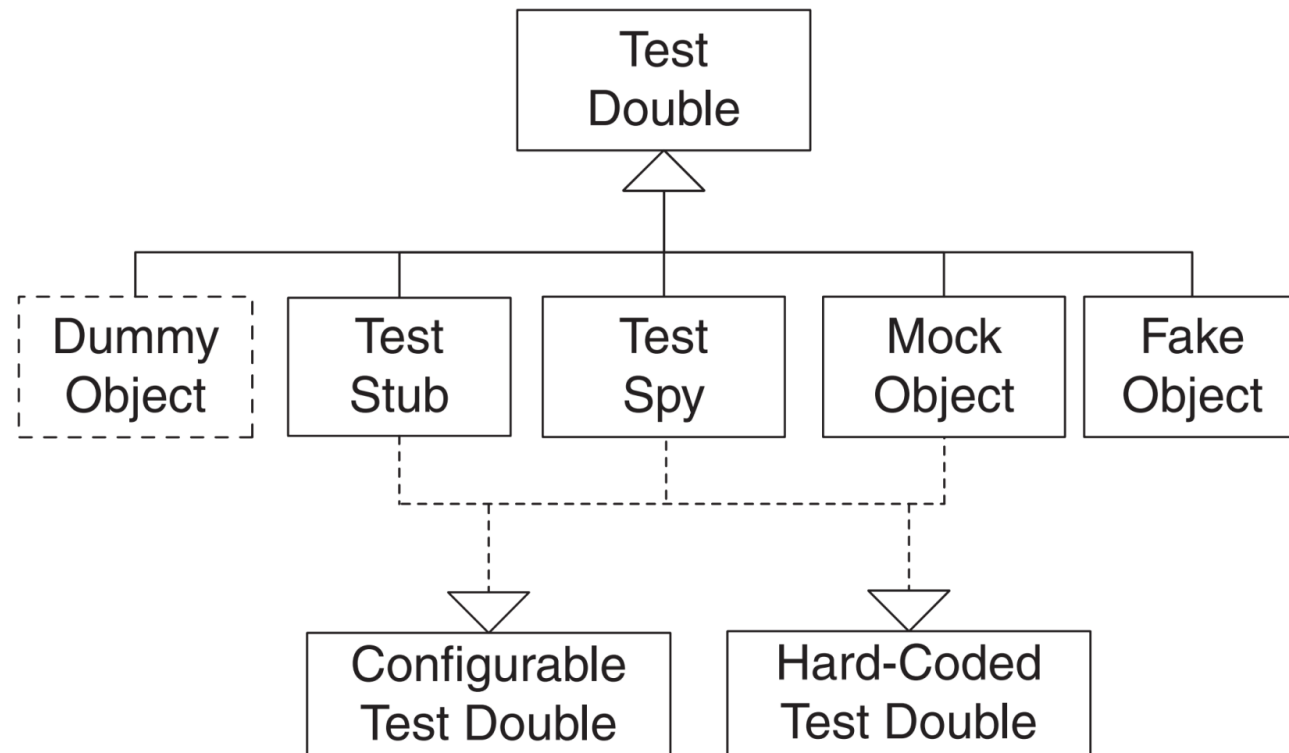 Test
Double
Dummy
Object
Test
Stub
Test
Spy
Mock
Object
Fake
Object
Configurable
Test Double
Hard-Coded
Test Double